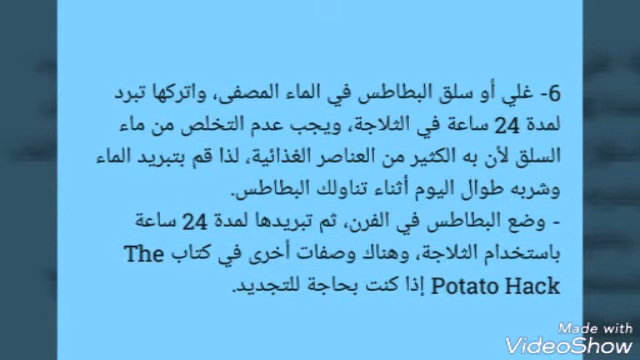 6- غلي أو سلق البطاطس في الماء المصفى، واتركها تبرد
لمدة 24 ساعة في الثلاجة، ويجب عدم التخلص من ماء
السلق لأن به الكثير من العناصر الغذائية، لذا قم بتبريد الماء
وشربه طوال اليوم أثناء تناولك البطاطس.
- وضع البطاطس في الفرن، ثم تبريدها لمدة 24 ساعة
باستخدام الثلاجة، وهناك وصفات أخرى في كتاب The
Potato Hack إذا كنت بحاجة للتجديد.
Made with
VideoShow